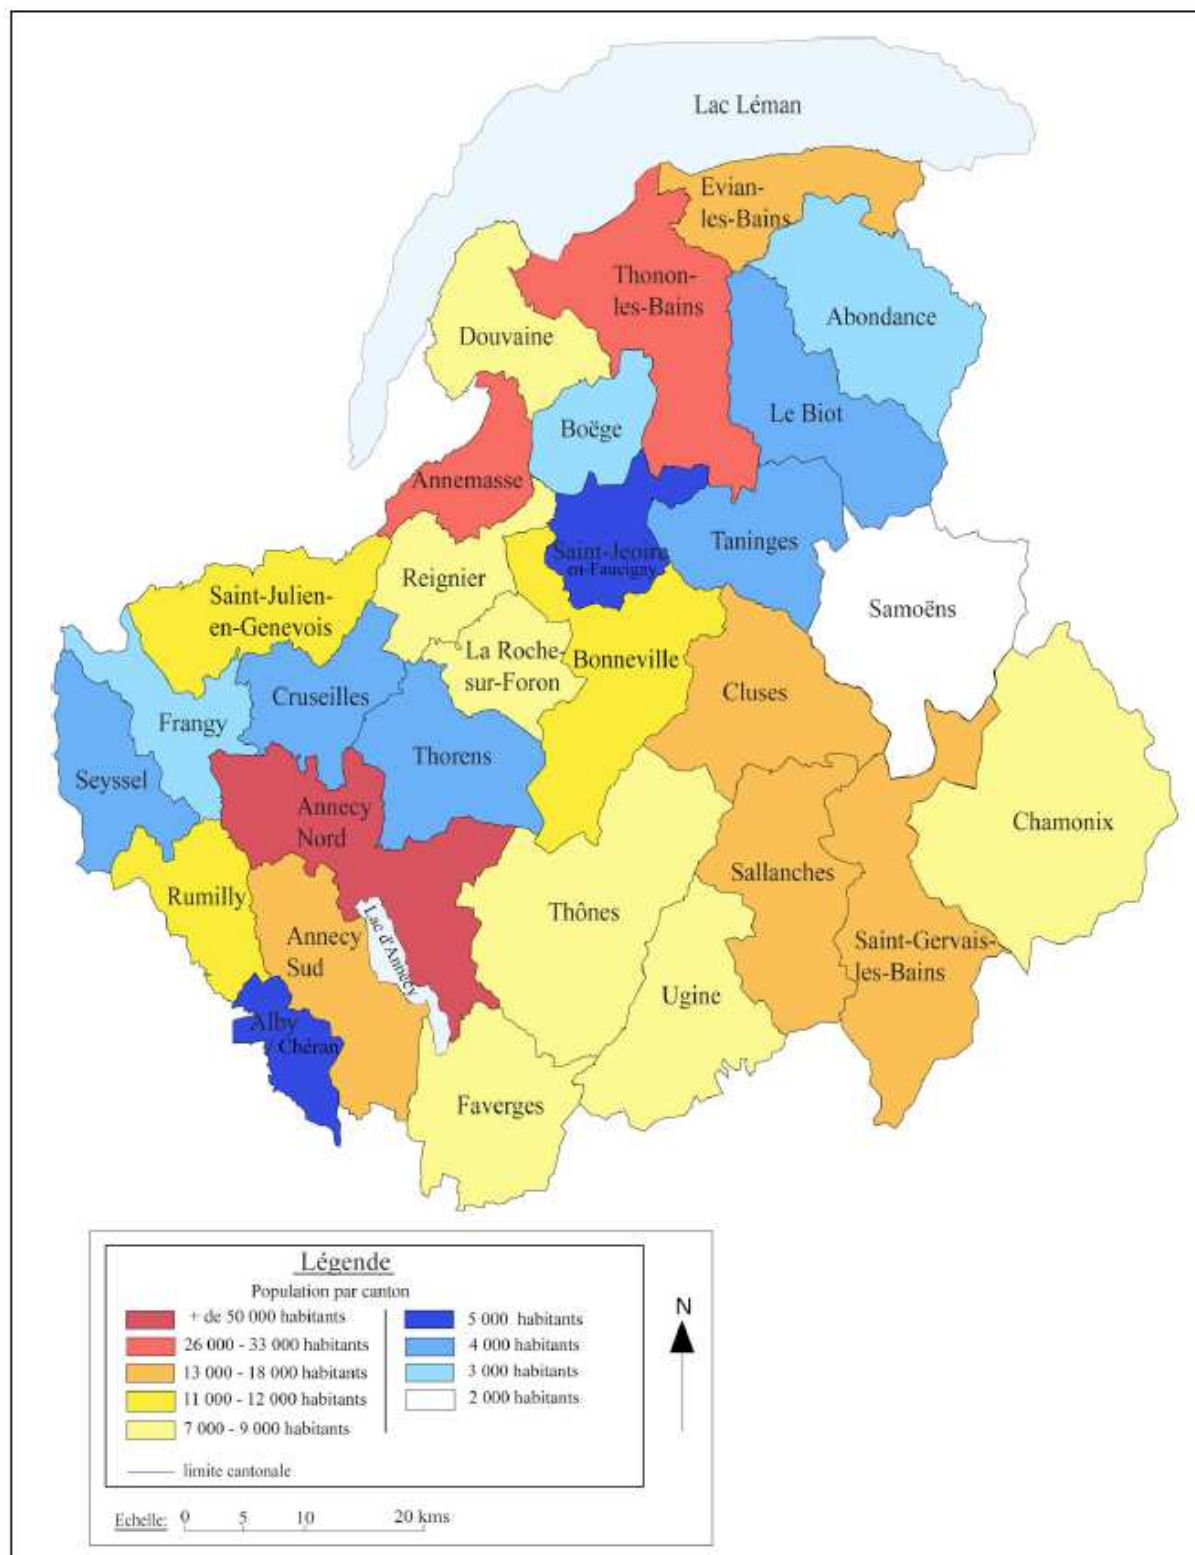 Lac Léman
Evian-
les-Bains
Thonon-
les-Bains
Abondance
Douvaine
Le Biot
Boëge
Annemasse
Taninges
Saint-Jeoire
en-Faucigny
Reignier
Saint-Julien-
en-Genevois
Samoëns
La Roche-
sur-Foron
Bonneville
Cluses
Cruseilles
Frangy
Thorens
Seyssel
Annecy
Nord
Chamonix
Sallanches
Rumilly
Thônes
Lac d'Annecy
Annecy
Sud
Saint-Gervais-
les-Bains
Ugine
Alby
/ Chéran
Faverges
Légende
Population par canton
+ de 50 000 habitants
26 000 - 33 000 habitants
13 000 - 18 000 habitants
11 000 - 12 000 habitants
7 000 - 9 000 habitants
5 000 habitants
4 000 habitants
3 000 habitants
2 000 habitants
limite cantonale
N
Echelle: 0 5 10 20 kms